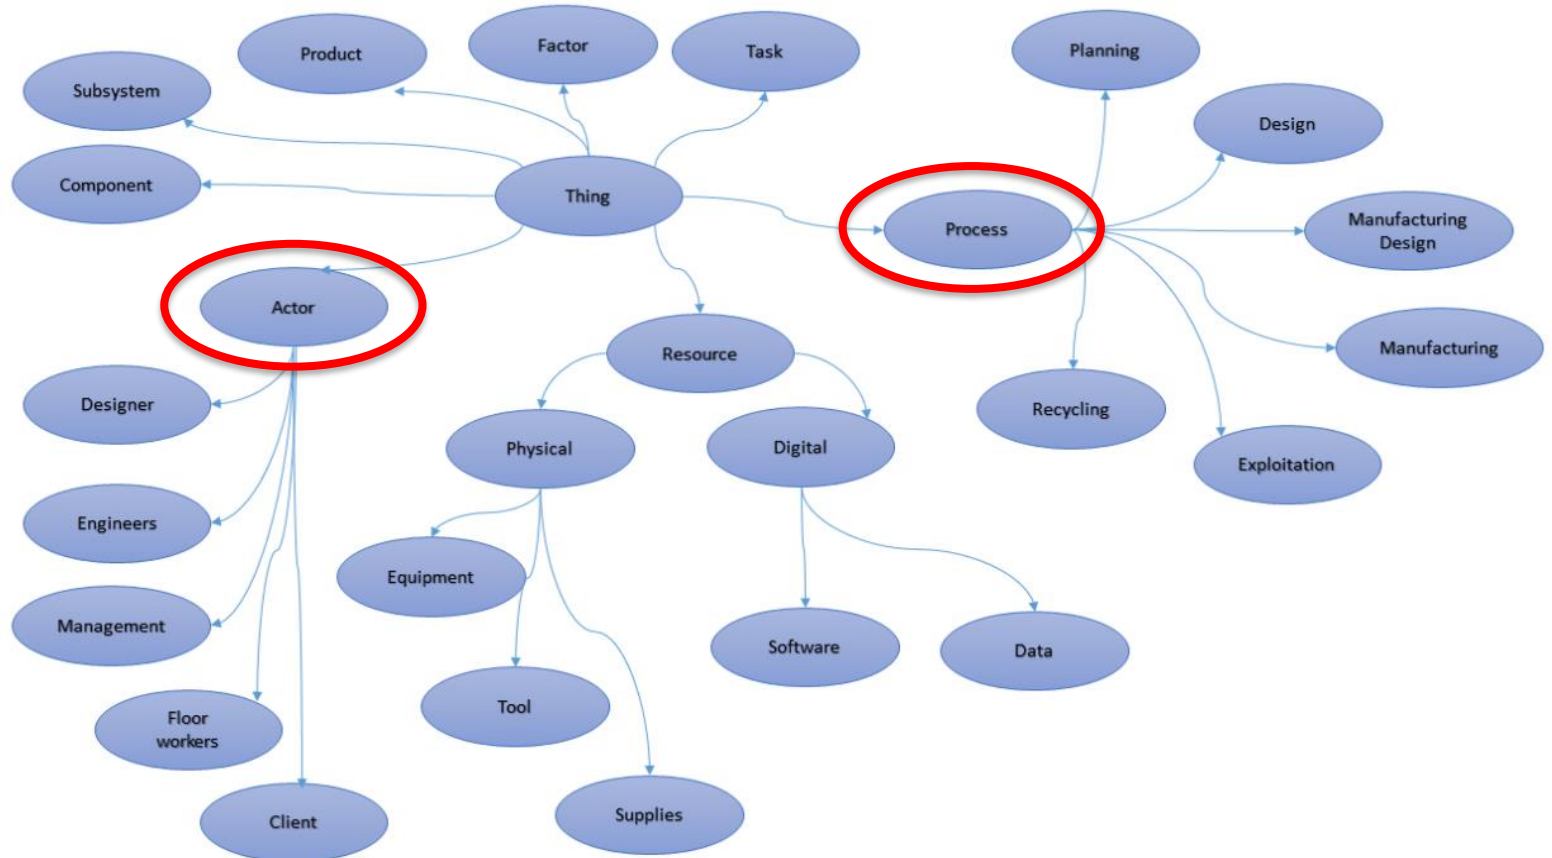 Product
Factor
Task
Planning
Subsystem
Design
Component
Thing
Process
Manufacturing
Design
Actor
Resource
Manufacturing
Designer
Recycling
Physical
Digital
Exploitation
Engineers
Equipment
Management
Software
Data
Tool
Floor
workers
Client
Supplies